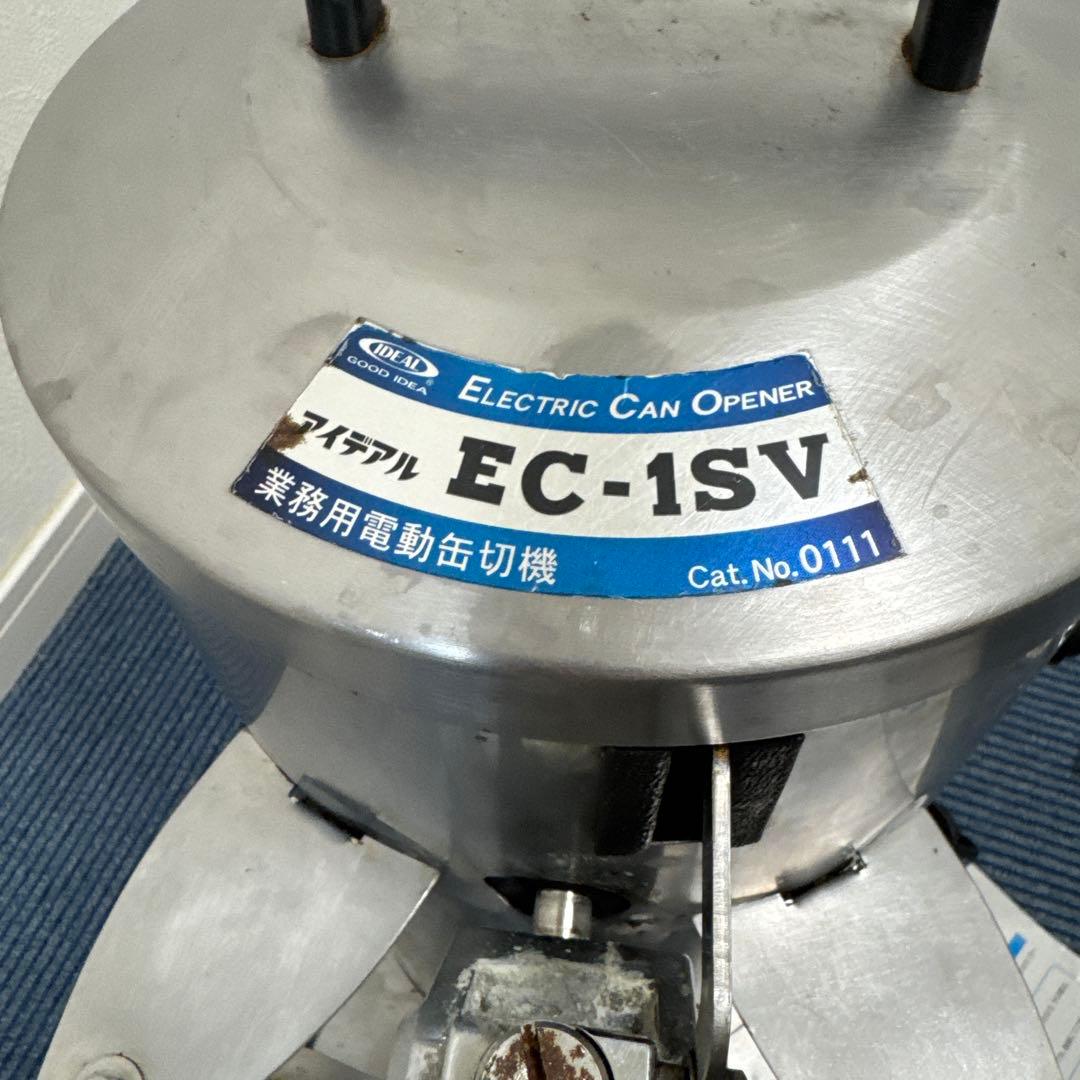 IDEAL
GOOD IDEA®
ELECTRIC CAN OPENER
アイデアル EC-1SV
業務用電動缶切機
Cat. No. 0111